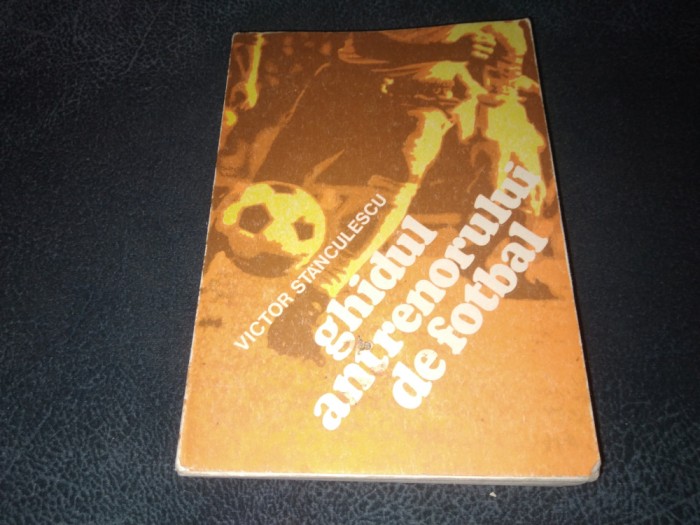 VICTOR STANCULESCU
ghidul
antrenorului
de fotbal